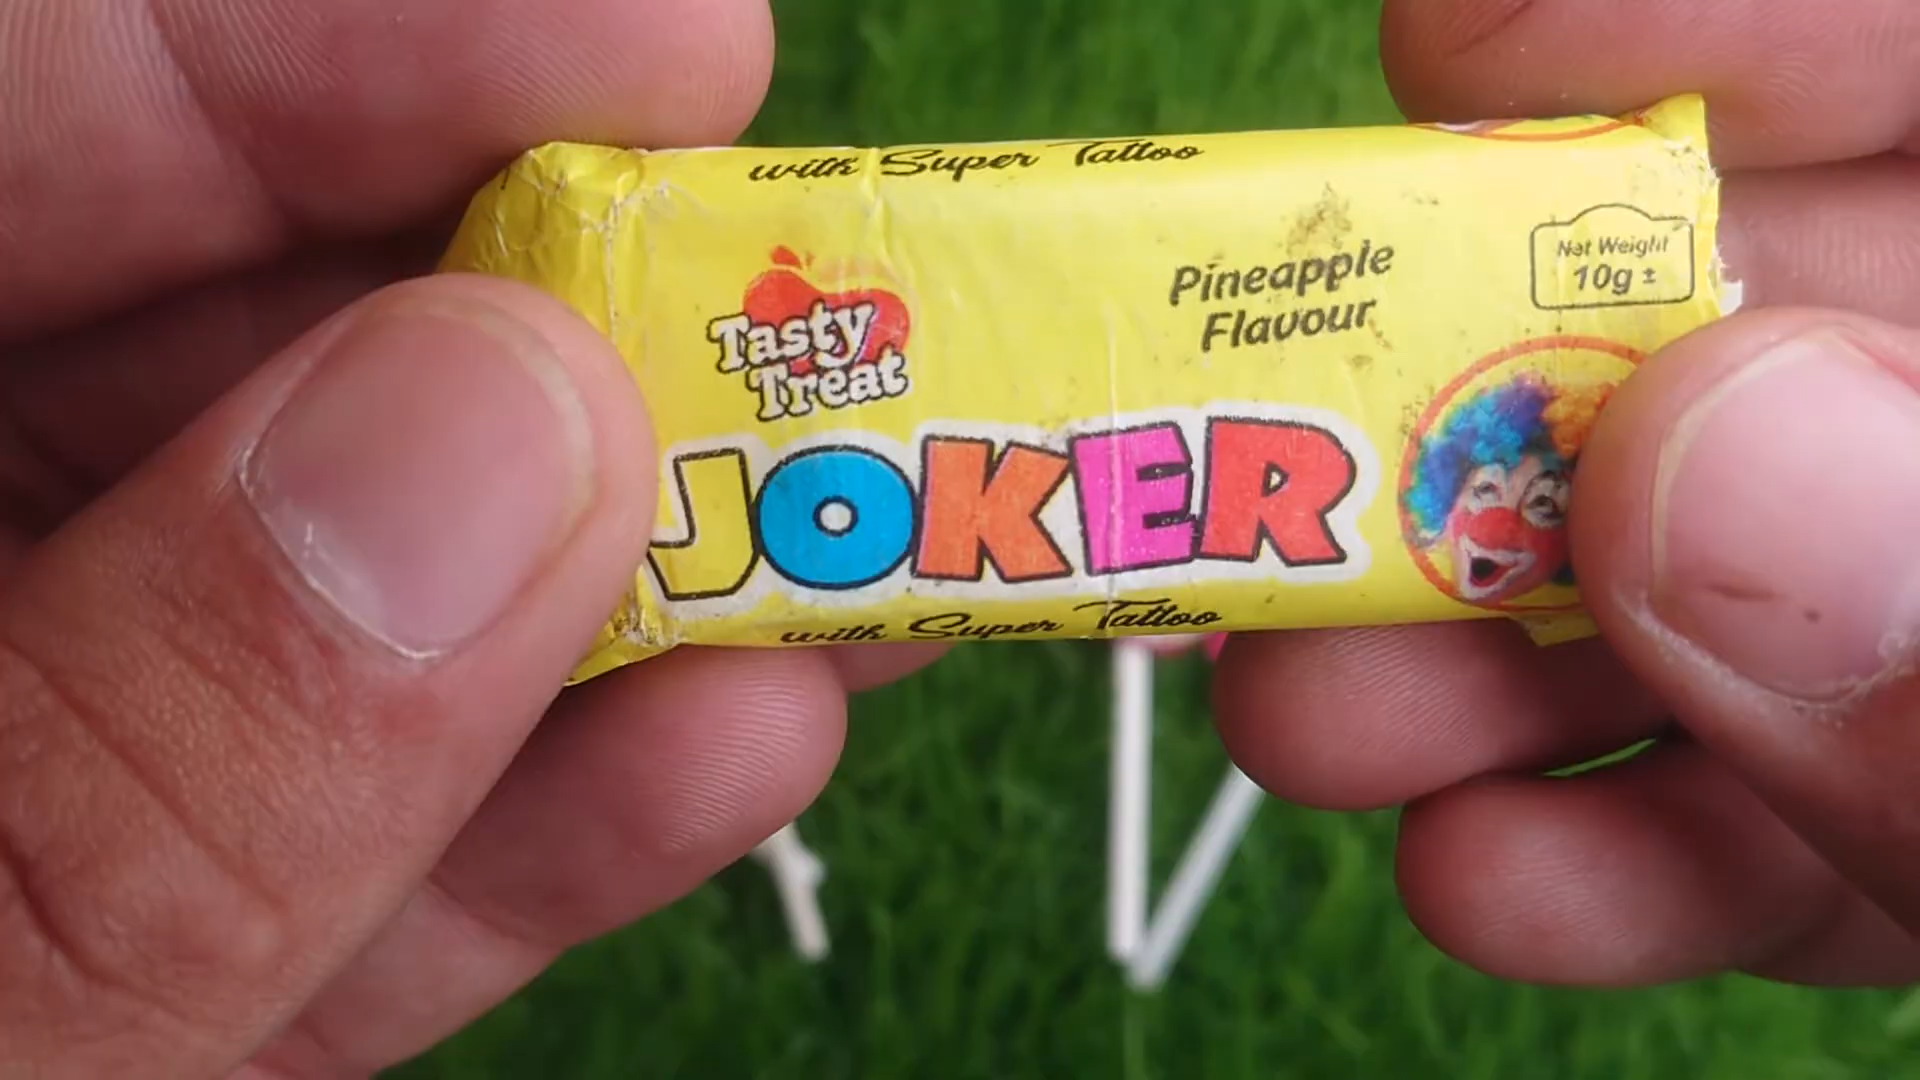 with Super Tattoo
Tasty
Treat
Pineapple
Flavour
Net Weight
10g ±
JOKER
with Super Tattoo